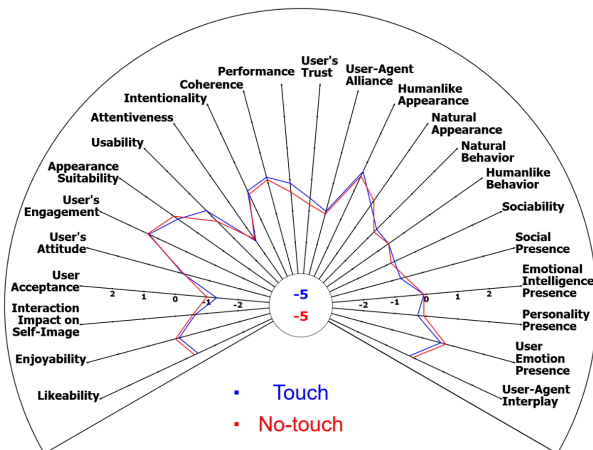 User's
Trust
Performance
User-Agent
Alliance
Coherence
Humanlike
Appearance
Intentionality
Attentiveness
Natural
Appearance
Usability
Natural
Behavior
Appearance
Suitability
Humanlike
Behavior
User's
Engagement
Sociability
User's
Attitude
Social
Presence
User
Acceptance
Emotional
Intelligence
Presence
2 1 0 -1 -2
-5
-2 -1 0 1 2
Interaction
Impact on
Self-Image
-5
Personality
Presence
Enjoyability
User
Emotion
Presence
Likeability
User-Agent
Interplay
Touch
No-touch